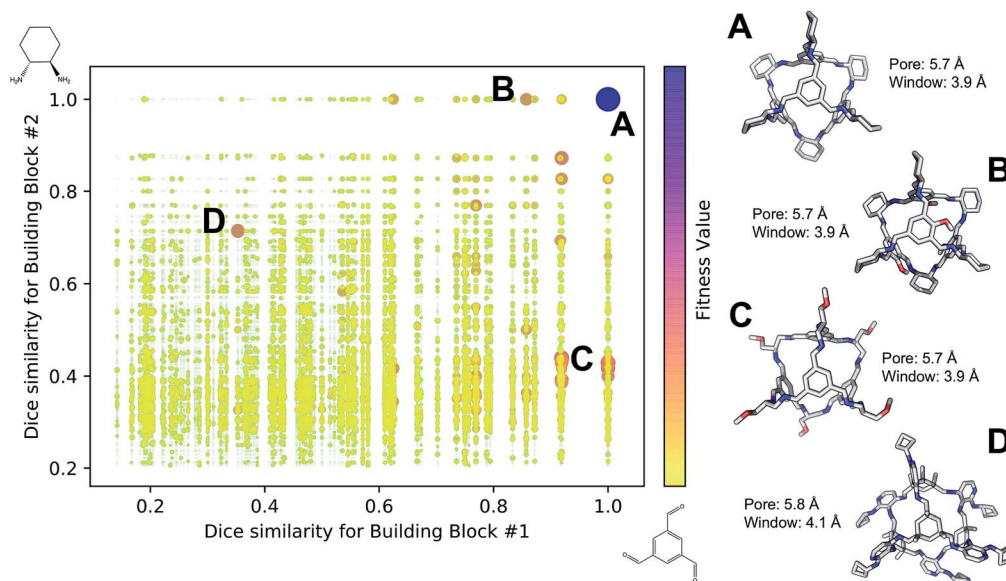 H₂N
NH₂
Dice similarity for Building Block #2
1.0
0.8
0.6
0.4
0.2
0.2
0.4
0.6
0.8
1.0
Dice similarity for Building Block #1
B
A
D
C
Fitness Value
O
O
O
A
Pore: 5.7 Å
Window: 3.9 Å
B
Pore: 5.7 Å
Window: 3.9 Å
C
Pore: 5.7 Å
Window: 3.9 Å
D
Pore: 5.8 Å
Window: 4.1 Å